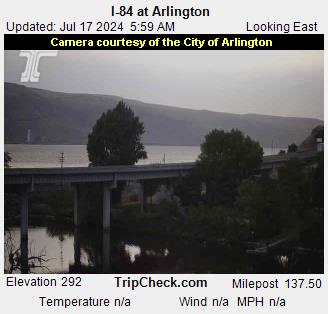 I-84 at Arlington
Updated: Jul 17 2024 5:59 AM Looking East
Camera courtesy of the City of Arlington
Elevation 292 TripCheck.com Milepost 137.50
Temperature n/a Wind n/a MPH n/a